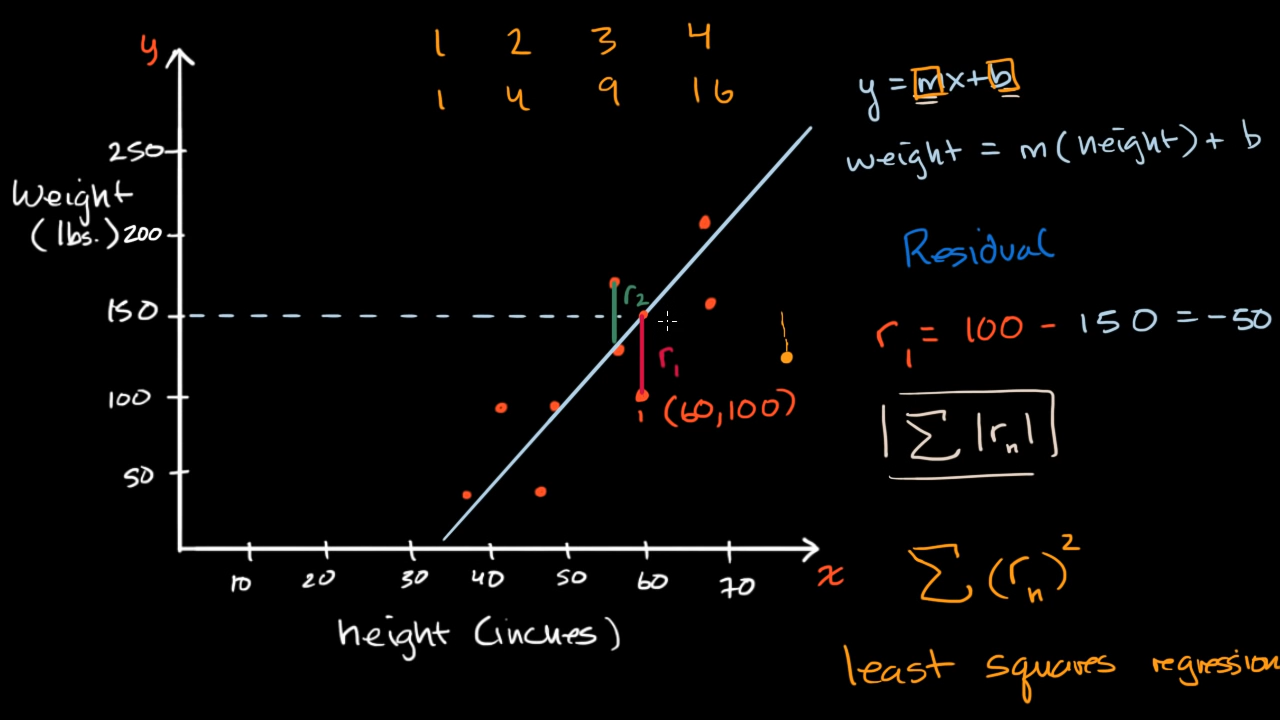 1 2 3 4
1 4 9 16
y
250
Weight
(lbs.)
200
150
100
50
10 20 30 40 50 60 70
x
height (inches)
r₂
r₁
(60,100)
y = mx+b
weight = m(height) + b
Residual
r₁ = 100 - 150 = -50
|∑ |rₙ|
∑ (rₙ)²
least squares regression